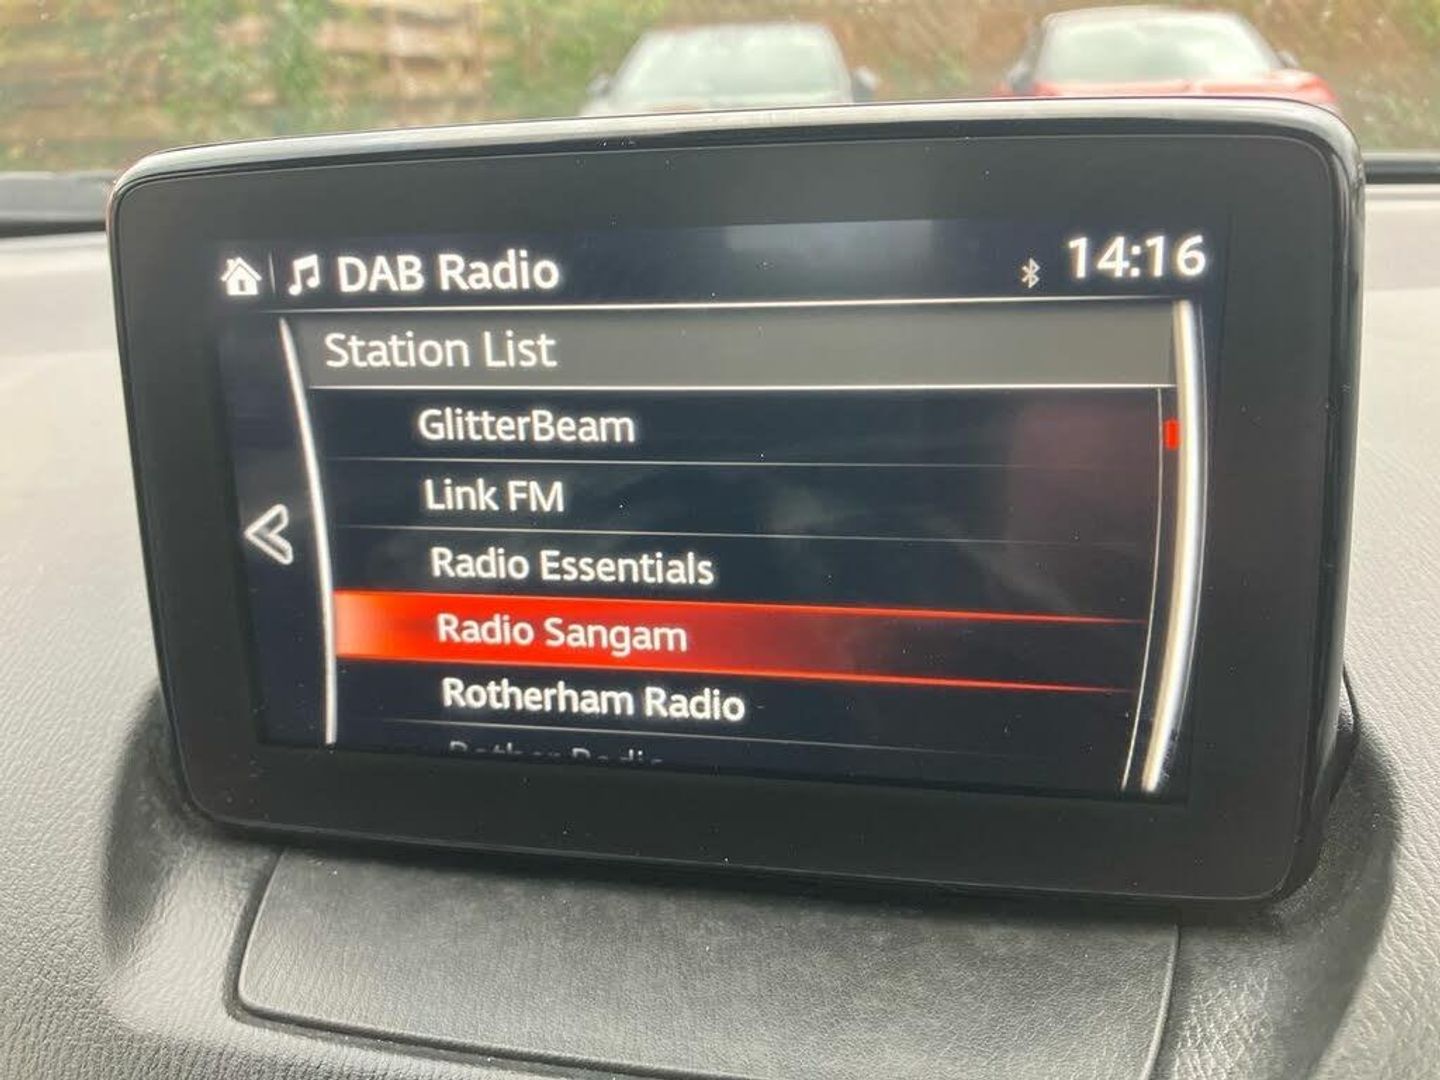 DAB Radio
14:16
Station List
GlitterBeam
Link FM
Radio Essentials
Radio Sangam
Rotherham Radio